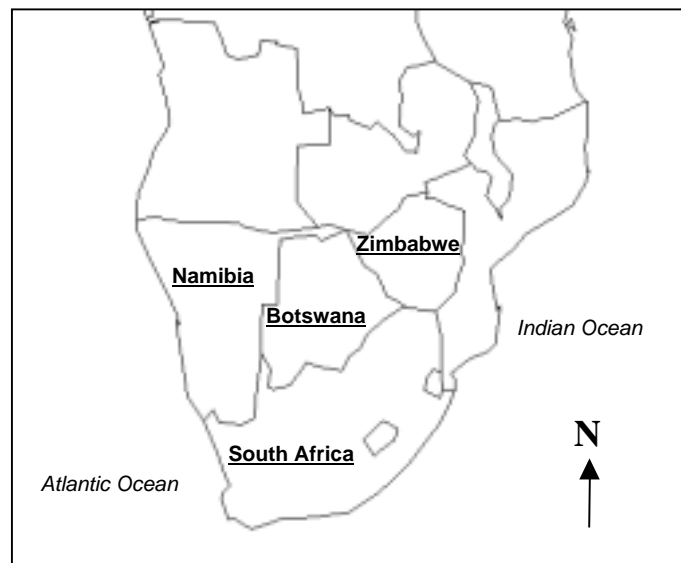 Zimbabwe
Namibia
Botswana
Indian Ocean
N
South Africa
Atlantic Ocean